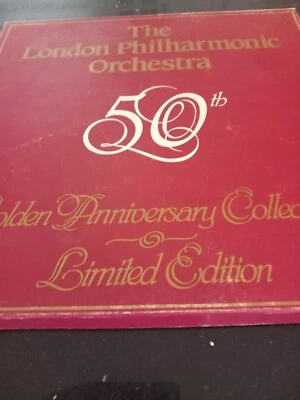 The
London Philharmonic
Orchestra
50th
olden Anniversary Collec
Limited Edition